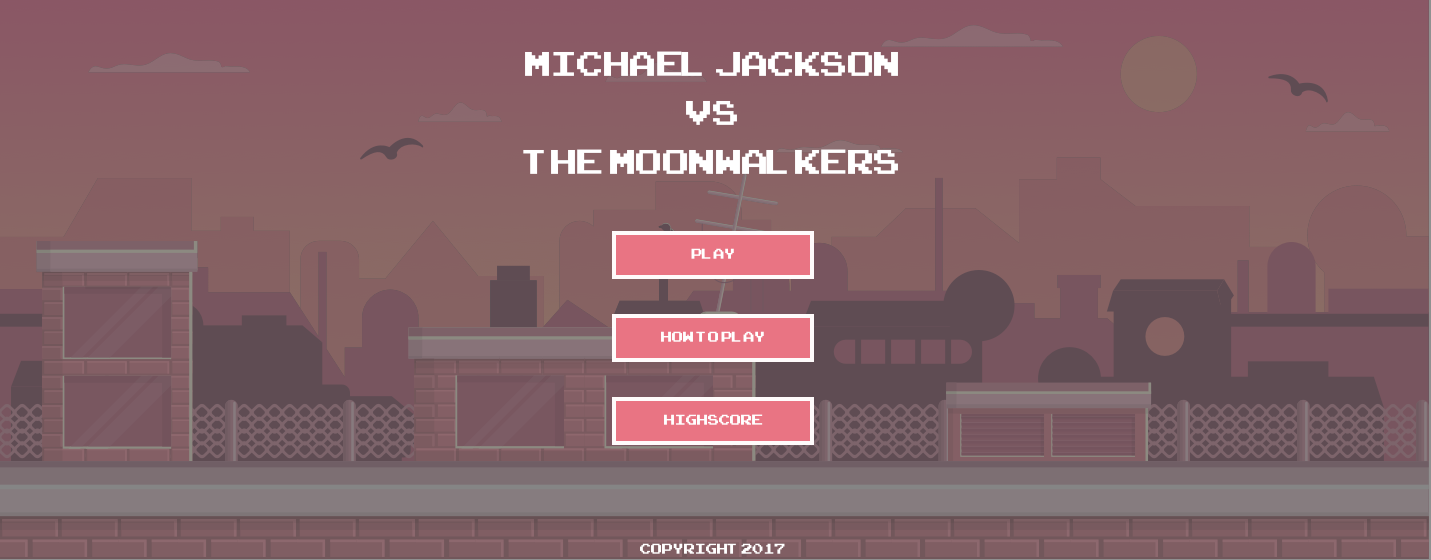 MICHAEL JACKSON
VS
THE MOONWALKERS
PLAY
HOW TO PLAY
HIGHSCORE
COPYRIGHT 2017